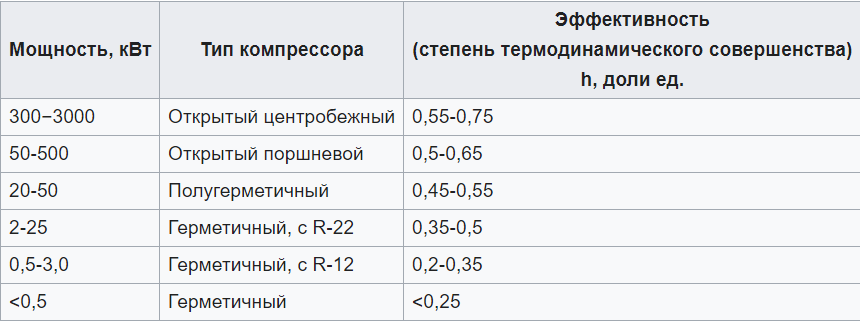 Мощность, кВт Тип компрессора Эффективность
(степень термодинамического совершенства)
h, доли ед.
300−3000 Открытый центробежный 0,55-0,75
50-500 Открытый поршневой 0,5-0,65
20-50 Полугерметичный 0,45-0,55
2-25 Герметичный, с R-22 0,35-0,5
0,5-3,0 Герметичный, с R-12 0,2-0,35
<0,5 Герметичный <0,25